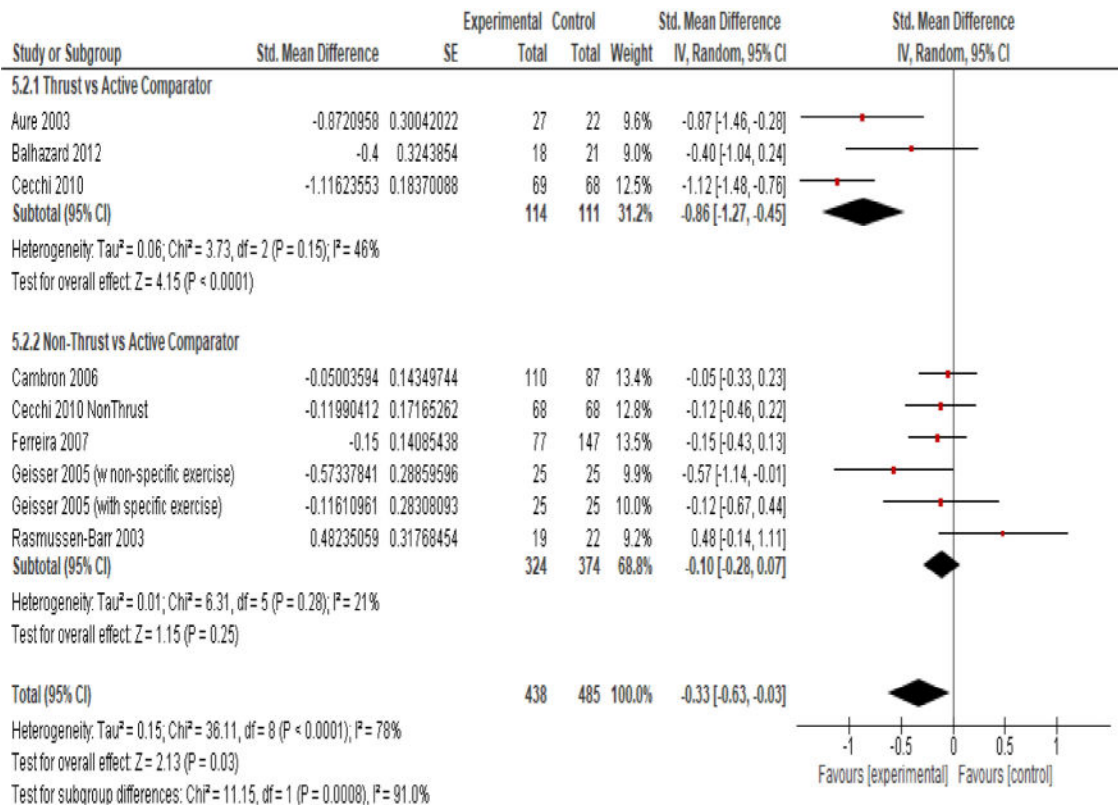 Experimental Control Std. Mean Difference Std. Mean Difference
Study or Subgroup Std. Mean Difference SE Total Total Weight IV, Random, 95% CI IV, Random, 95% CI
5.2.1 Thrust vs Active Comparator
Aure 2003 -0.8720958 0.30042022 27 22 9.6% -0.87 [-1.46, -0.28]
Balhazard 2012 -0.4 0.3243854 18 21 9.0% -0.40 [-1.04, 0.24]
Cecchi 2010 -1.11623553 0.18370088 69 68 12.5% -1.12 [-1.48, -0.76]
Subtotal (95% CI) 114 111 31.2% -0.86 [-1.27, -0.45]
Heterogeneity: Tau² = 0.06; Chi² = 3.73, df = 2 (P = 0.15); I² = 46%
Test for overall effect: Z = 4.15 (P < 0.0001)
5.2.2 Non-Thrust vs Active Comparator
Cambron 2006 -0.05003594 0.14349744 110 87 13.4% -0.05 [-0.33, 0.23]
Cecchi 2010 NonThrust -0.11990412 0.17165262 68 68 12.8% -0.12 [-0.46, 0.22]
Ferreira 2007 -0.15 0.14085438 77 147 13.5% -0.15 [-0.43, 0.13]
Geisser 2005 (w non-specific exercise) -0.57337841 0.28859596 25 25 9.9% -0.57 [-1.14, -0.01]
Geisser 2005 (with specific exercise) -0.11610961 0.28308093 25 25 10.0% -0.12 [-0.67, 0.44]
Rasmussen-Barr 2003 0.48235059 0.31768454 19 22 9.2% 0.48 [-0.14, 1.11]
Subtotal (95% CI) 324 374 68.8% -0.10 [-0.28, 0.07]
Heterogeneity: Tau² = 0.01; Chi² = 6.31, df = 5 (P = 0.28); I² = 21%
Test for overall effect: Z = 1.15 (P = 0.25)
Total (95% CI) 438 485 100.0% -0.33 [-0.63, -0.03]
Heterogeneity: Tau² = 0.15; Chi² = 36.11, df = 8 (P < 0.0001); I² = 78%
Test for overall effect: Z = 2.13 (P = 0.03)
Test for subgroup differences: Chi² = 11.15, df = 1 (P = 0.0008), I² = 91.0%
-1 -0.5 0 0.5 1
Favours [experimental] Favours [control]